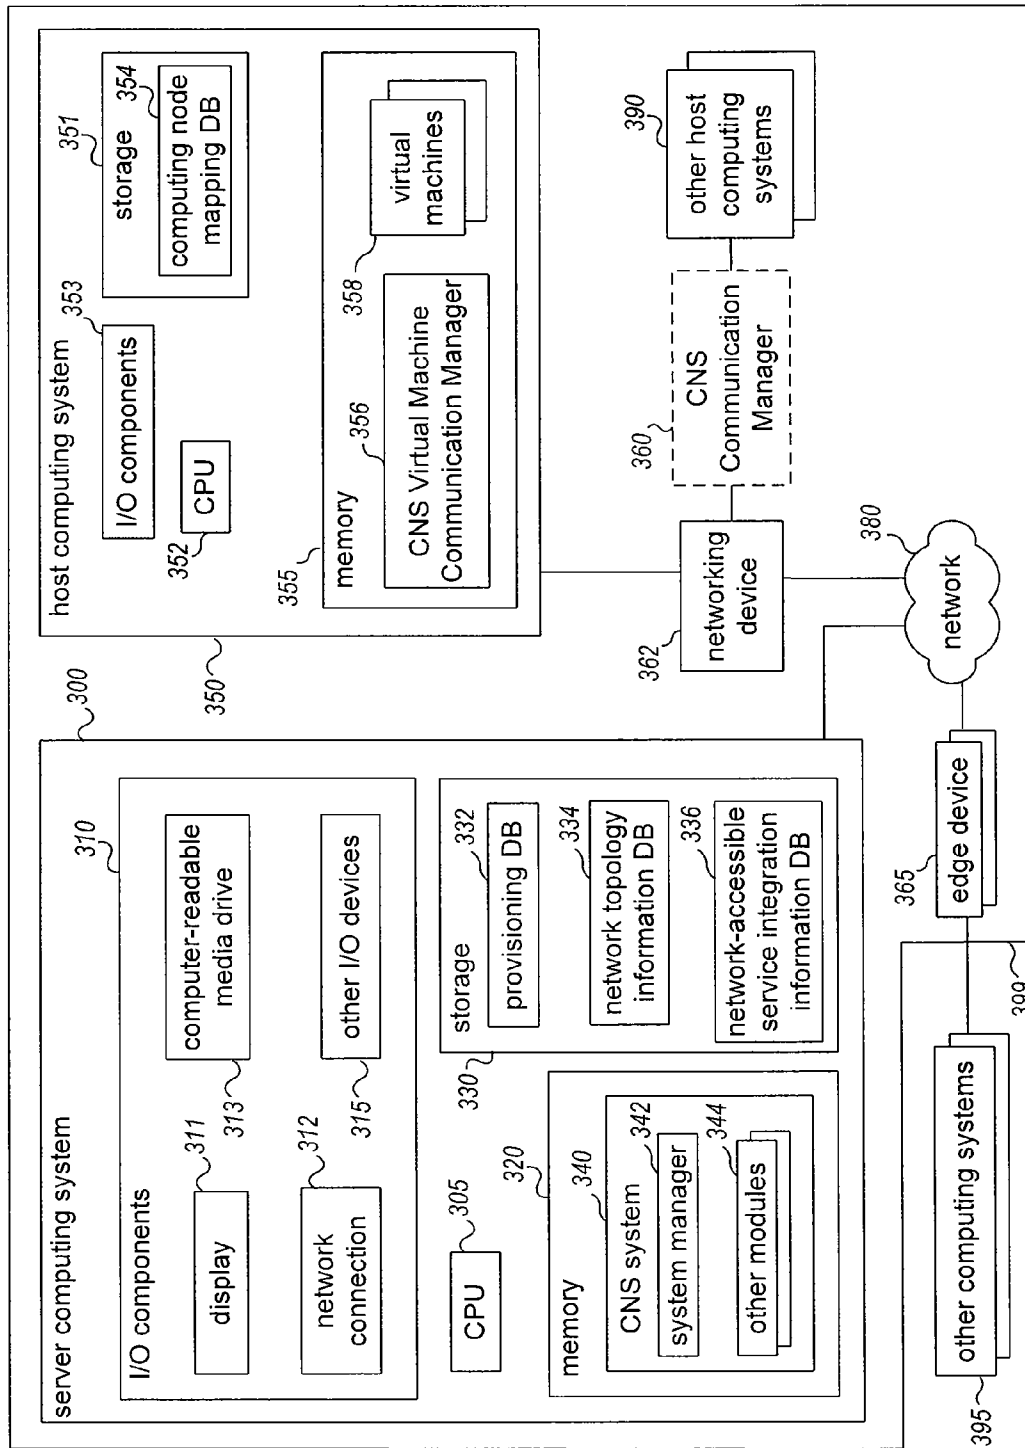 server computing system
300
I/O components
310
display
311
computer-readable
media drive
313
network
connection
312
other I/O devices
315
CPU
305
memory
320
CNS system
340
system manager
342
other modules
344
storage
330
provisioning DB
332
network topology
information DB
334
network-accessible
service integration
information DB
336
host computing system
350
I/O components
353
CPU
352
storage
351
computing node
mapping DB
354
memory
355
CNS Virtual Machine
Communication Manager
356
virtual
machines
358
networking
device
362
CNS
Communication
Manager
360
other host
computing
systems
390
network
380
edge device
365
other computing systems
395
399